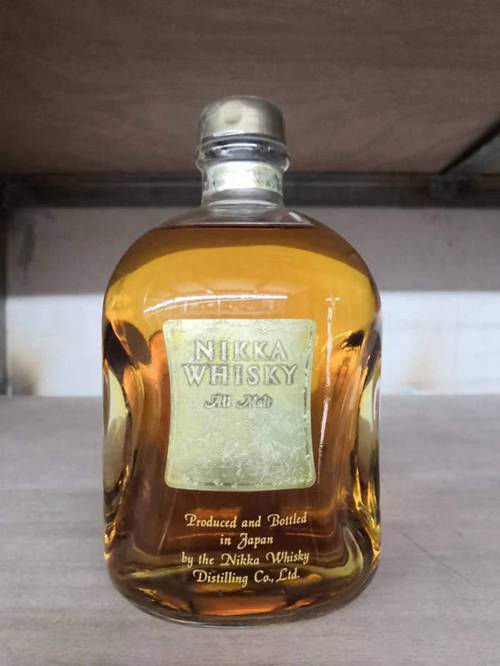 NIKKA
WHISKY
All Malt
Produced and Bottled
in Japan
by the Nikka Whisky
Distilling Co., Ltd.